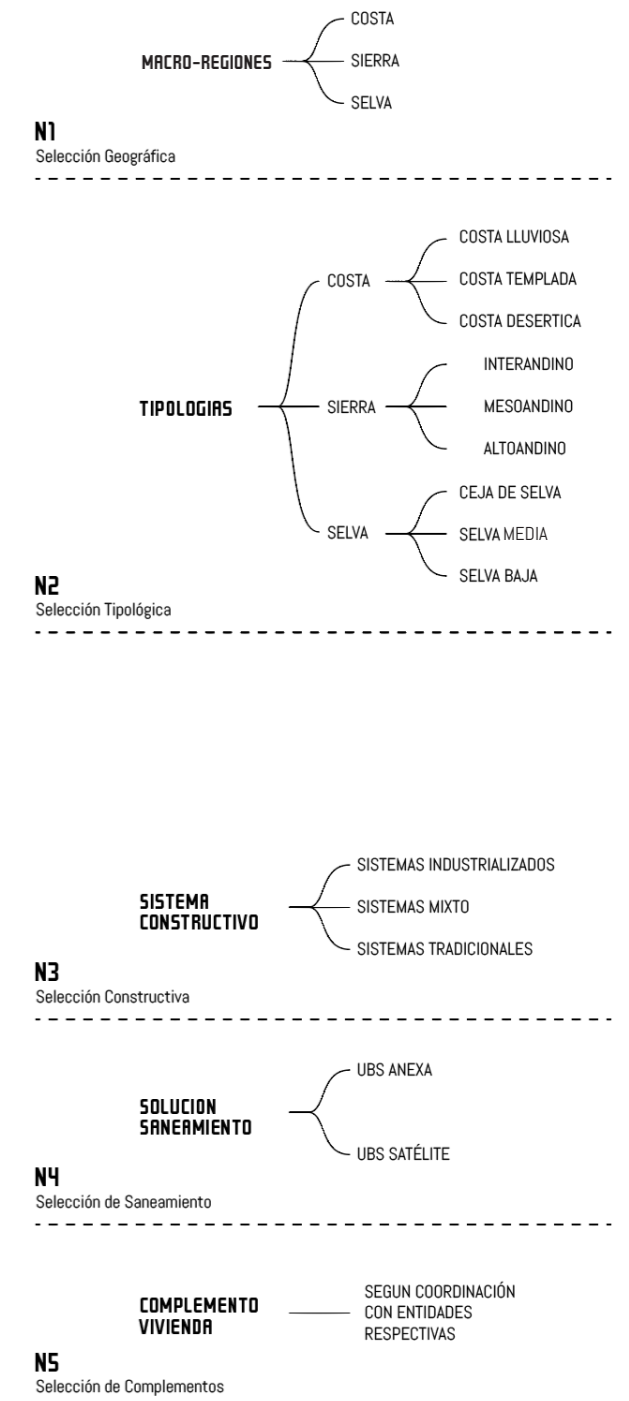 COSTA
MACRO-REGIONES
SIERRA
SELVA
N1
Selección Geográfica
COSTA LLUVIOSA
COSTA
COSTA TEMPLADA
COSTA DESERTICA
INTERANDINO
TIPOLOGIAS
SIERRA
MESOANDINO
ALTOANDINO
CEJA DE SELVA
SELVA
SELVA MEDIA
SELVA BAJA
N2
Selección Tipológica
SISTEMAS INDUSTRIALIZADOS
SISTEMA
CONSTRUCTIVO
SISTEMAS MIXTO
SISTEMAS TRADICIONALES
N3
Selección Constructiva
UBS ANEXA
SOLUCION
SANEAMIENTO
UBS SATÉLITE
N4
Selección de Saneamiento
COMPLEMENTO
VIVIENDA
SEGUN COORDINACIÓN
CON ENTIDADES
RESPECTIVAS
N5
Selección de Complementos